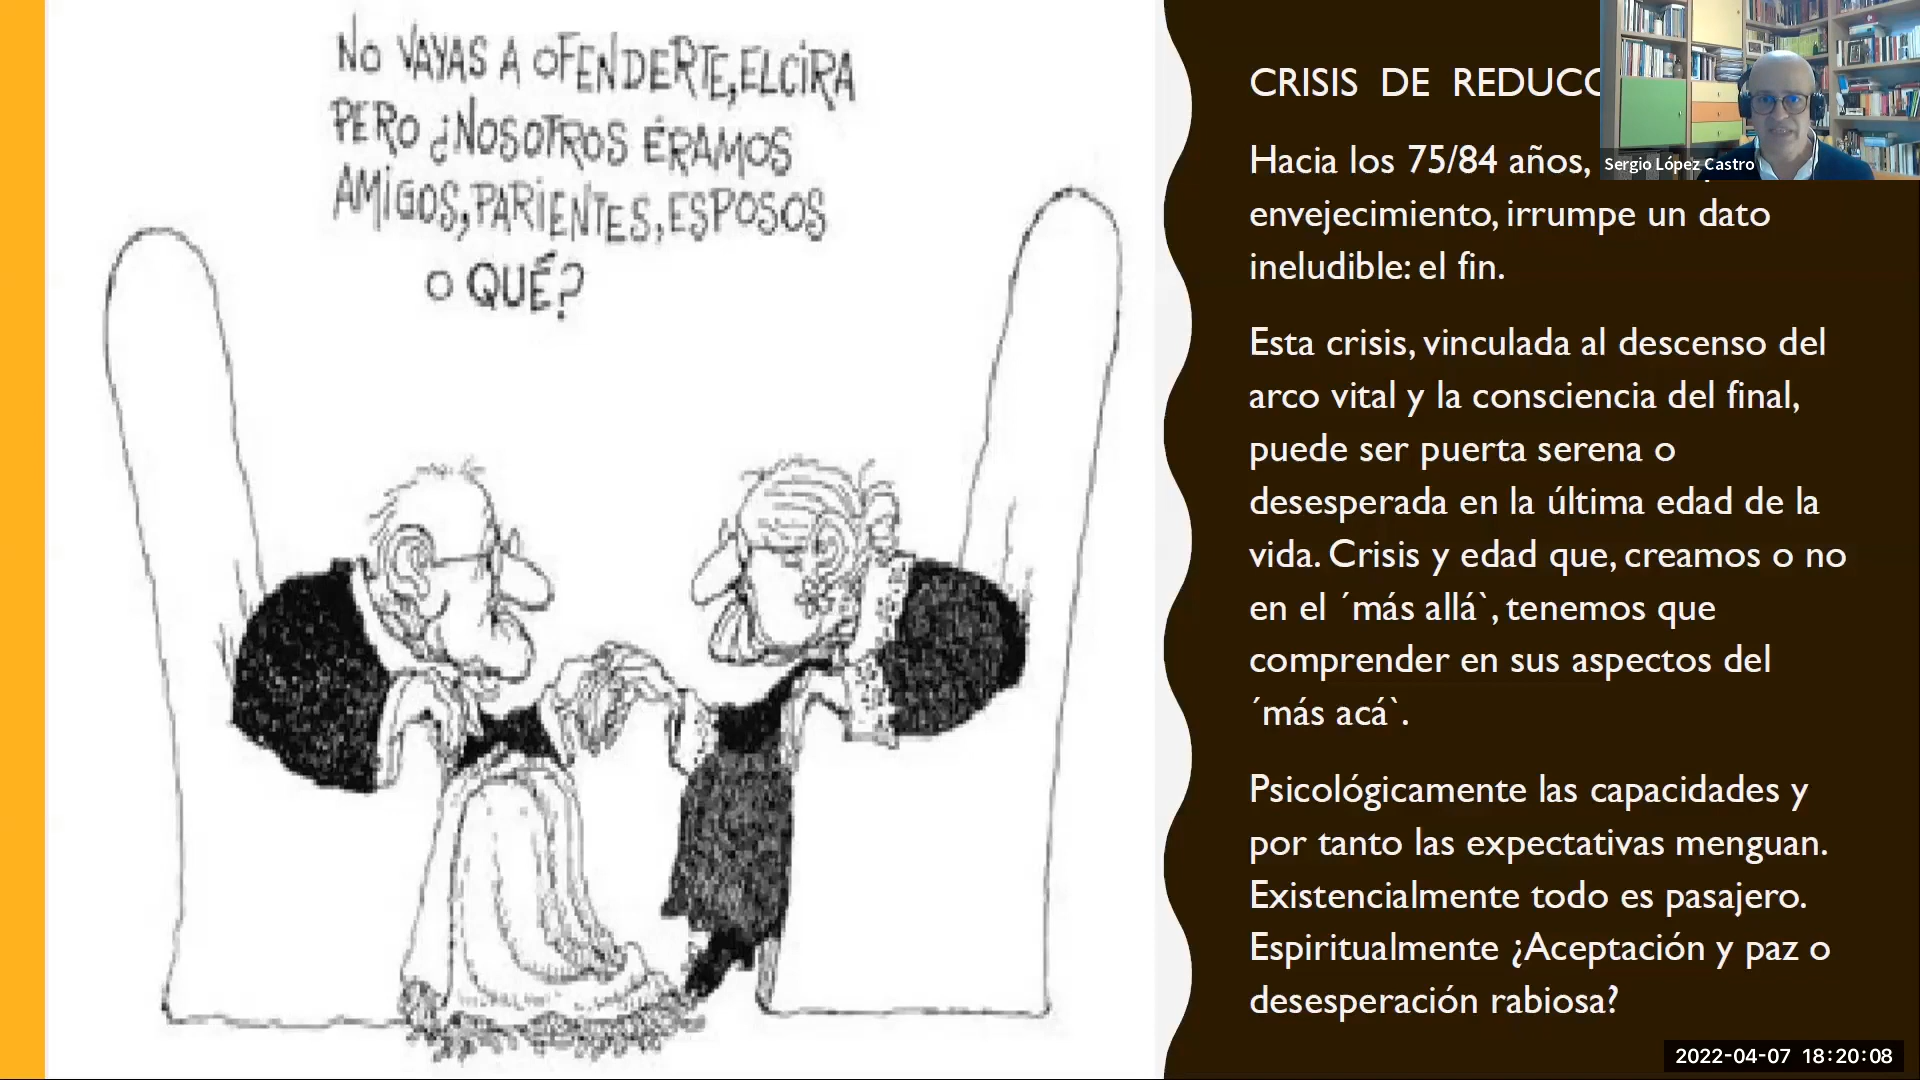 NO VAYAS A OFENDERTE, ELCIRA
PERO ¿NOSOTROS ÉRAMOS
AMIGOS, PARIENTES, ESPOSOS
O QUÉ?
CRISIS DE
Hacia los 75/84 años,
envejecimiento, irrumpe un dato
ineludible: el fin.
Esta crisis, vinculada al descenso del
arco vital y la consciencia del final,
puede ser puerta serena o
desesperada en la última edad de la
vida. Crisis y edad que, creamos o no
en el ´más allá`, tenemos que
comprender en sus aspectos del
´más acá`.
Psicológicamente las capacidades y
por tanto las expectativas menguan.
Existencialmente todo es pasajero.
Espiritualmente ¿Aceptación y paz o
desesperación rabiosa?
Sergio López Castro
2022-04-07 18:20:08